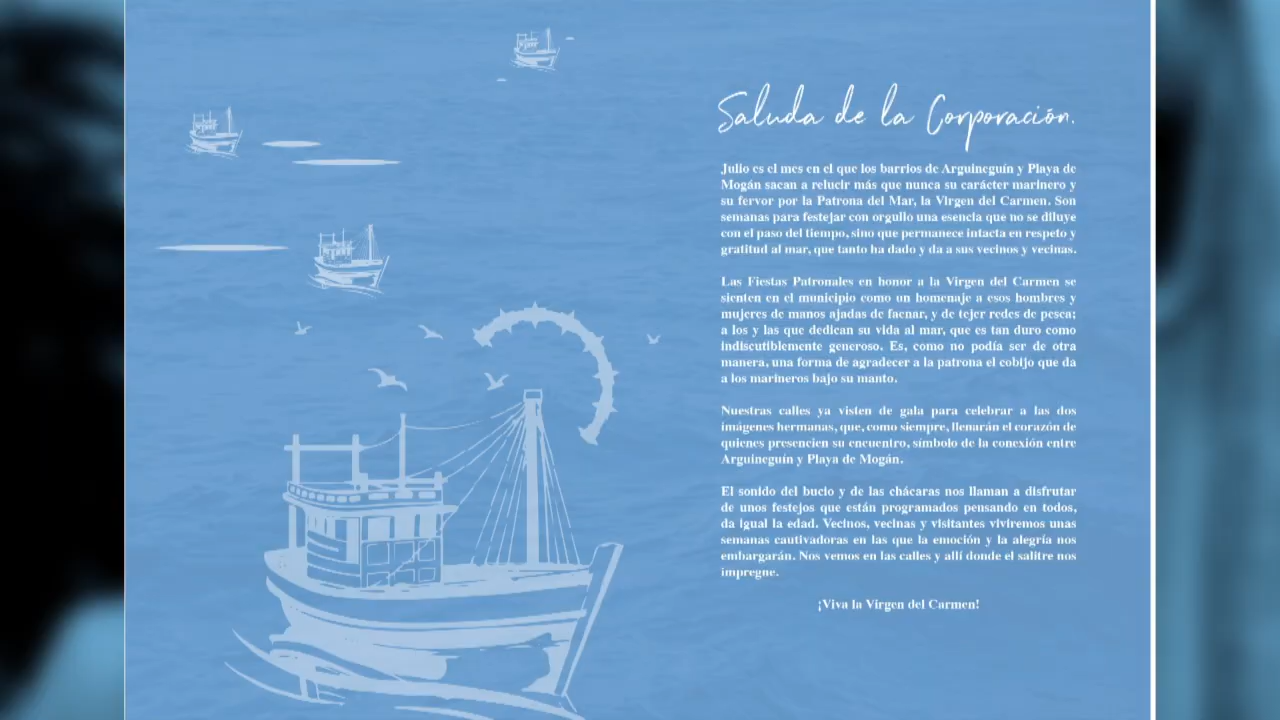 Saluda de la Corporación.
Julio es el mes en el que los barrios de Arguineguín y Playa de
Mogán sacan a relucir más que nunca su carácter marinero y
su fervor por la Patrona del Mar, la Virgen del Carmen. Son
semanas para festejar con orgullo una esencia que no se diluye
con el paso del tiempo, sino que permanece intacta en respeto y
gratitud al mar, que tanto ha dado y da a sus vecinos y vecinas.
Las Fiestas Patronales en honor a la Virgen del Carmen se
sienten en el municipio como un homenaje a esos hombres y
mujeres de manos ajadas de faenar, y de tejer redes de pesca;
a los y las que dedican su vida al mar, que es tan duro como
indiscutiblemente generoso. Es, como no podía ser de otra
manera, una forma de agradecer a la patrona el cobijo que da
a los marineros bajo su manto.
Nuestras calles ya visten de gala para celebrar a las dos
imágenes hermanas, que, como siempre, llenarán el corazón de
quienes presencien su encuentro, símbolo de la conexión entre
Arguineguín y Playa de Mogán.
El sonido del bucio y de las chácaras nos llaman a disfrutar
de unos festejos que están programados pensando en todos,
da igual la edad. Vecinos, vecinas y visitantes viviremos unas
semanas cautivadoras en las que la emoción y la alegría nos
embargarán. Nos vemos en las calles y allí donde el salitre nos
impregne.
¡Viva la Virgen del Carmen!